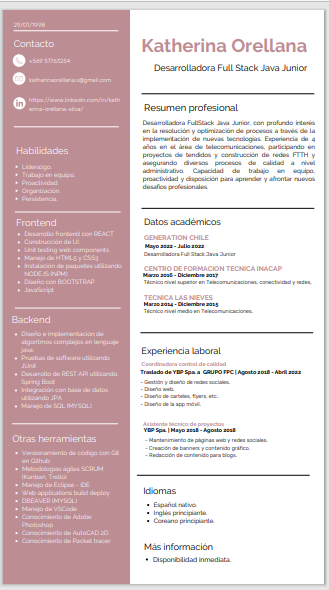 29/01/1998
Contacto
+569 57763254
katherinaorellana.s@gmail.com
https://www.linkedin.com/in/kath
erina-orellana-silva/
Habilidades
Liderazgo.
Trabajo en equipo.
Proactividad.
Organización.
Persistencia.
Frontend
Desarrollo frontend con REACT
Construcción de UI.
Unit testing web components
Manejo de HTML5 y CSS3
Instalación de paquetes utilizando
NODEJS (NPM)
Diseño con BOOTSTRAP
JavaScript
Backend
Diseño e implementación de
algoritmos complejos en lenguaje
java
Pruebas de software utilizando
JUnit
Desarrollo de REST API utilizando
Spring Boot
Integración con base de datos
utilizando JPA
Manejo de SQL (MYSQL)
Otras herramientas
Versionamiento de código con Git
en Github
Metodologías ágiles SCRUM
(Kanban, Trello)
Manejo de Eclipse - IDE
Web applications build deploy
DBEAVER (MYSQL)
Manejo de VSCode
Conocimiento de Adobe
Photoshop
Conocimiento de AutoCAD 2D
Conocimiento de Packet tracer
Katherina Orellana
Desarrolladora Full Stack Java Junior
Resumen profesional
Desarrolladora FullStack Java Junior, con profundo interés
en la resolución y optimización de procesos a través de la
implementación de nuevas tecnologías. Experiencia de 4
años en el área de telecomunicaciones, participando en
proyectos de tendidos y construcción de redes FTTH y
asegurando diversos procesos de calidad a nivel
administrativo. Capacidad de trabajo en equipo,
proactividad y disposición para aprender y afrontar nuevos
desafíos profesionales.
Datos académicos
GENERATION CHILE
Mayo 2022 - Julio 2022
Desarrolladora Full Stack Java Junior
CENTRO DE FORMACION TECNICA INACAP
Marzo 2016 - Diciembre 2017
Técnico nivel superior en Telecomunicaciones, conectividad y redes,
TECNICA LAS NIEVES
Marzo 2014 - Diciembre 2015
Técnico nivel medio en Telecomunicaciones.
Experiencia laboral
Coordinadora control de calidad
Traslado de YBP Spa. a GRUPO FPC | Agosto 2018 - Abril 2022
- Gestión y diseño de redes sociales.
- Diseño web.
- Diseño de carteles, flyers, etc.
- Diseño de la app móvil.
Asistente técnico de proyectos
YBP Spa. | Mayo 2018 - Agosto 2018
- Mantenimiento de páginas web y redes sociales.
- Creación de banners y contenido gráfico.
- Redacción de contenido para blogs.
Idiomas
Español nativo.
Inglés principiante.
Coreano principiante.
Más información
Disponibilidad inmediata.